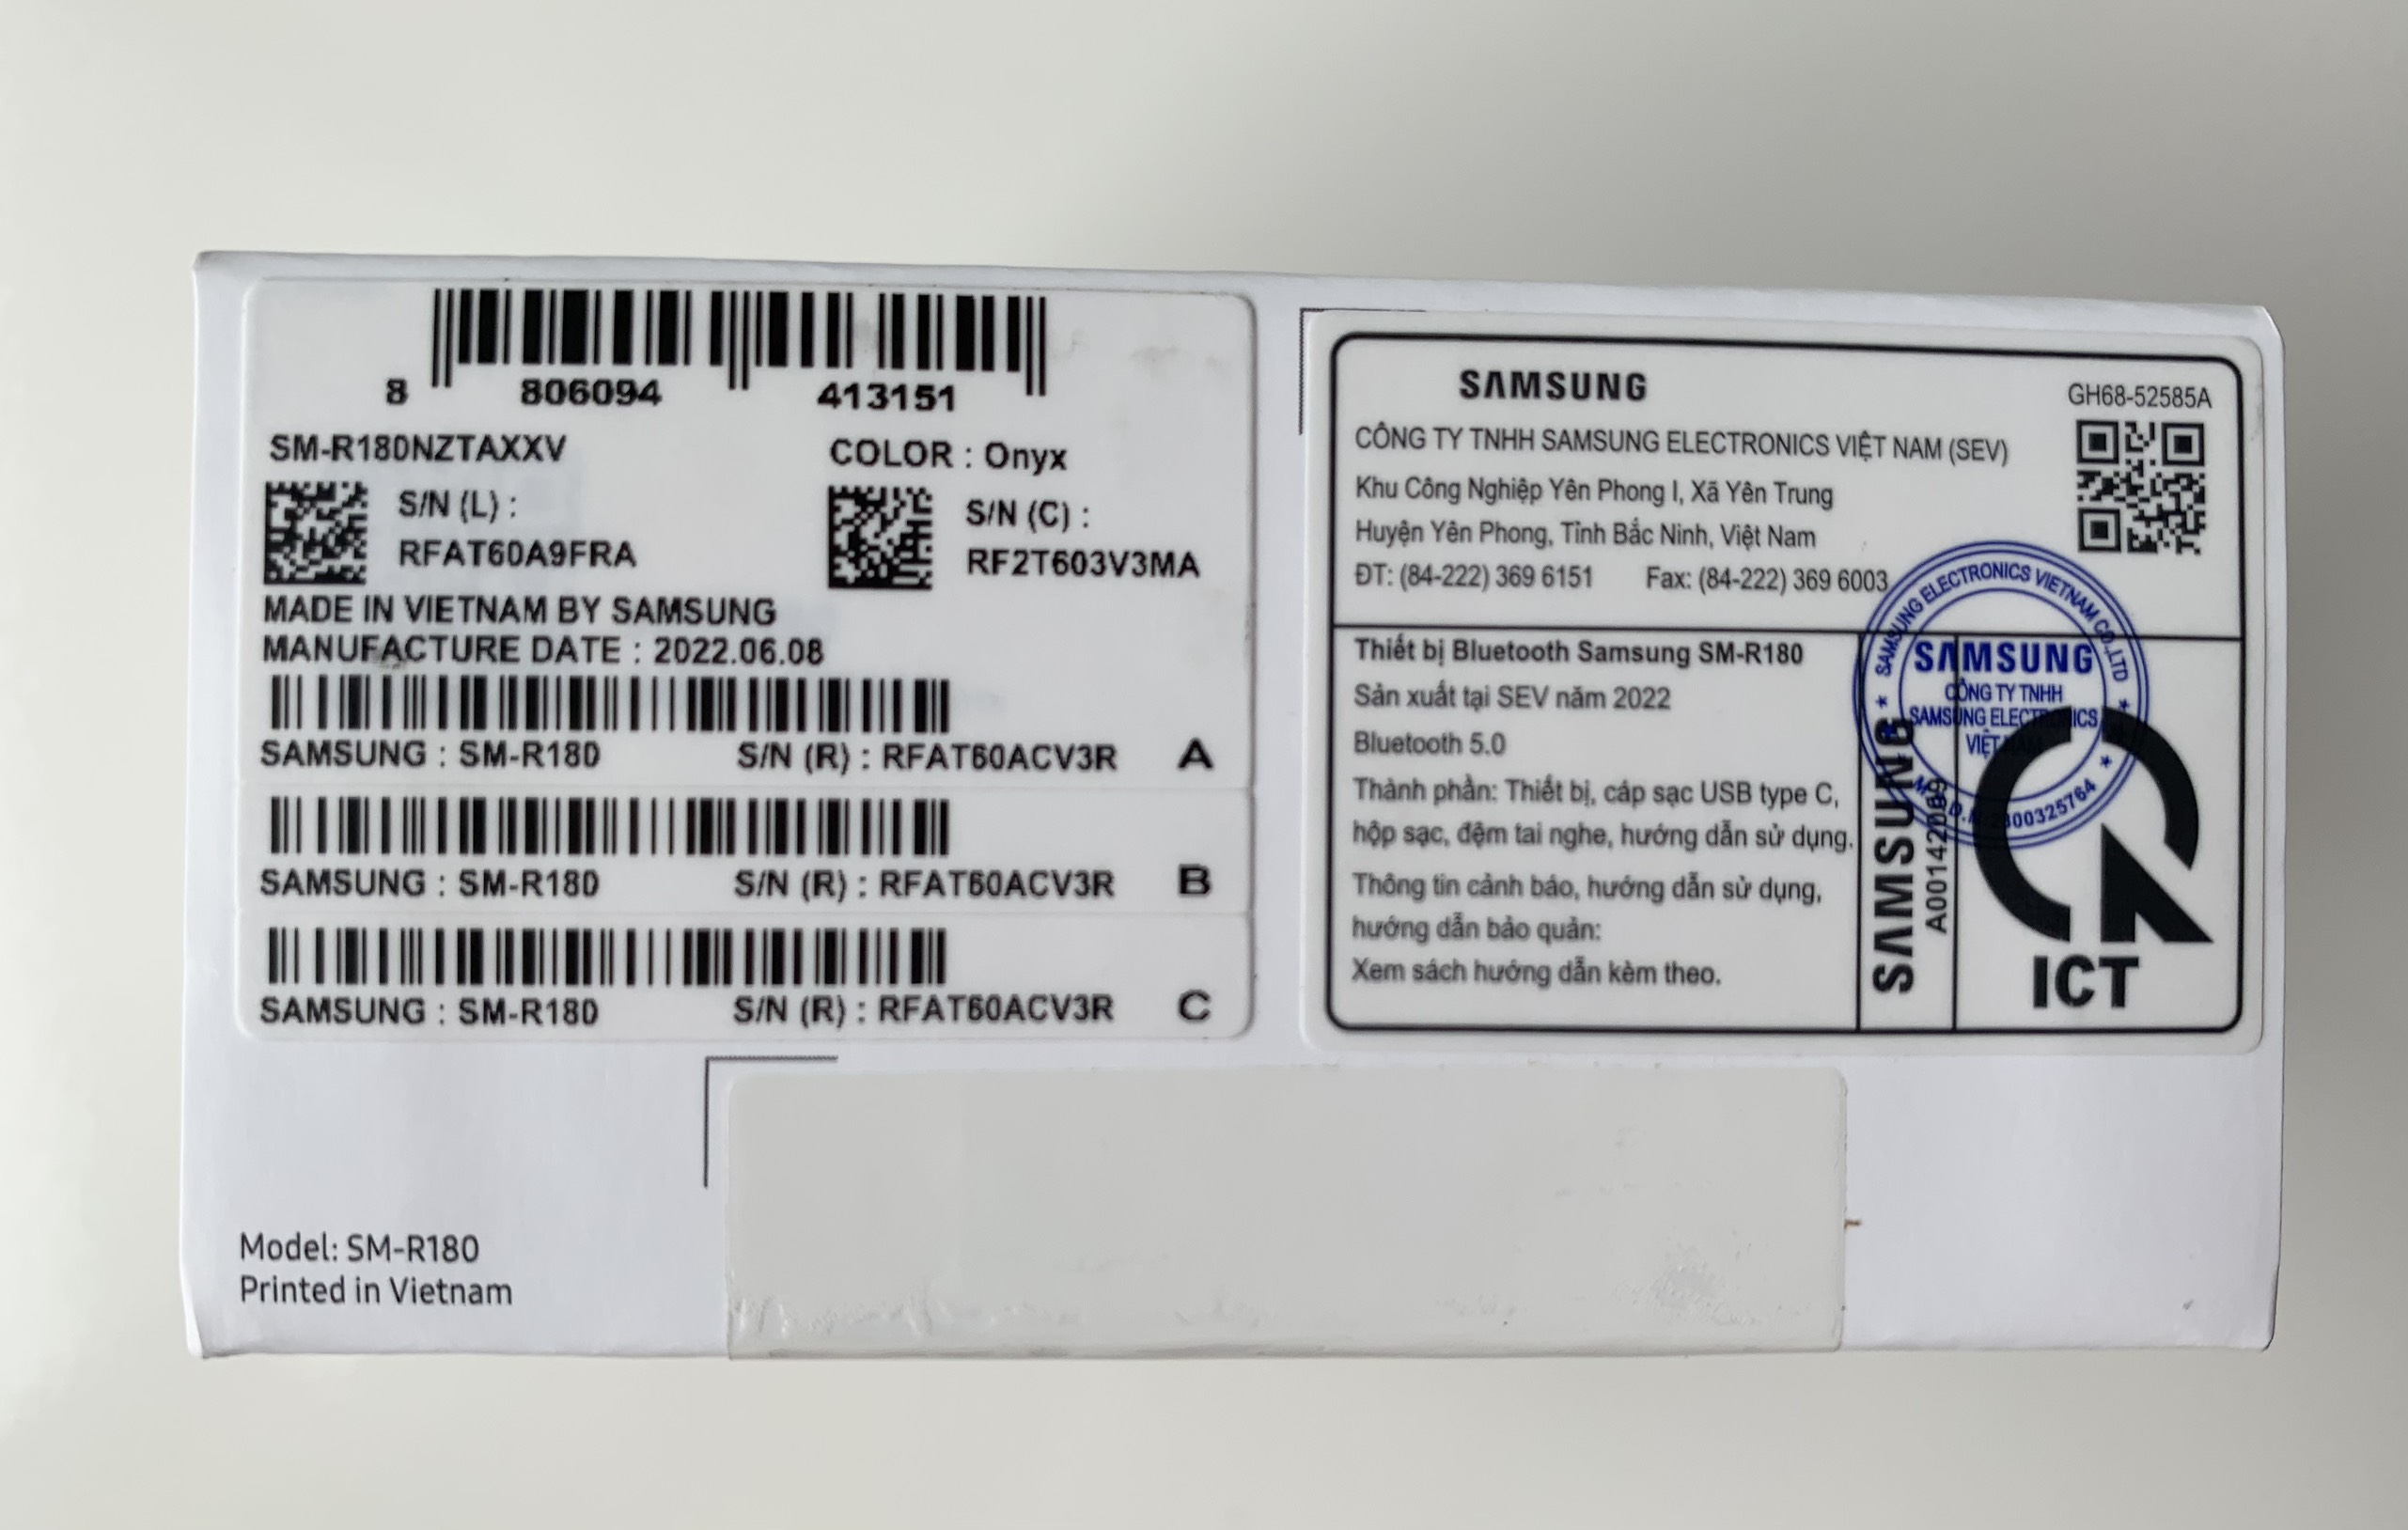 8 806094 413151
SM-R180NZTAXXV
COLOR : Onyx
S/N (L) :
RFAT60A9FRA
S/N (C) :
RF2T603V3MA
MADE IN VIETNAM BY SAMSUNG
MANUFACTURE DATE : 2022.06.08
SAMSUNG : SM-R180 S/N (R) : RFAT60ACV3R A
SAMSUNG : SM-R180 S/N (R) : RFAT60ACV3R B
SAMSUNG : SM-R180 S/N (R) : RFAT60ACV3R C
Model: SM-R180
Printed in Vietnam
SAMSUNG
GH68-52585A
CÔNG TY TNHH SAMSUNG ELECTRONICS VIỆT NAM (SEV)
Khu Công Nghiệp Yên Phong I, Xã Yên Trung
Huyện Yên Phong, Tỉnh Bắc Ninh, Việt Nam
ĐT: (84-222) 369 6151 Fax: (84-222) 369 6003
Thiết bị Bluetooth Samsung SM-R180
Sản xuất tại SEV năm 2022
Bluetooth 5.0
Thành phần: Thiết bị, cáp sạc USB type C,
hộp sạc, đệm tai nghe, hướng dẫn sử dụng.
Thông tin cảnh báo, hướng dẫn sử dụng,
hướng dẫn bảo quản:
Xem sách hướng dẫn kèm theo.
SAMSUNG
ICT
SAMSUNG ELECTRONICS VIETNAM CO.,LTD
SAMSUNG
CÔNG TY TNHH
SAMSUNG ELECTRONICS
VIỆT NAM